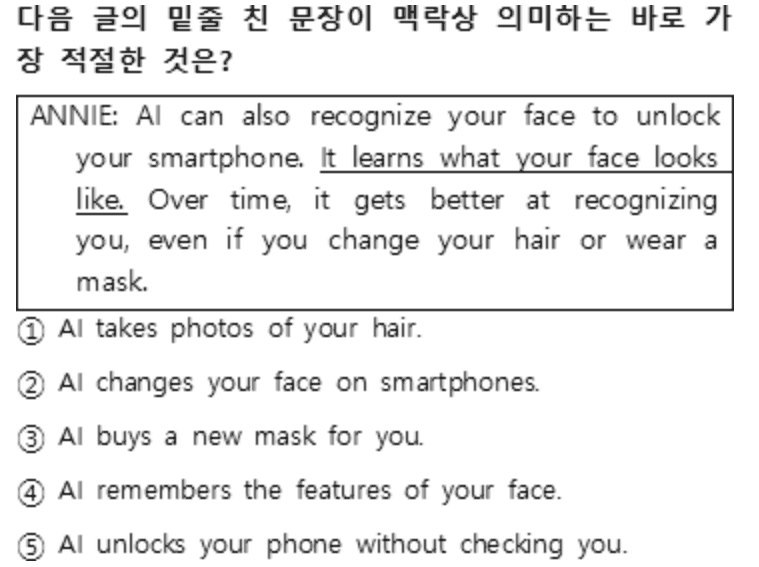 다음 글의 밑줄 친 문장이 맥락상 의미하는 바로 가
장 적절한 것은?
ANNIE: AI can also recognize your face to unlock
your smartphone. It learns what your face looks
like. Over time, it gets better at recognizing
you, even if you change your hair or wear a
mask.
① AI takes photos of your hair.
② AI changes your face on smartphones.
③ AI buys a new mask for you.
④ AI remembers the features of your face.
⑤ AI unlocks your phone without checking you.